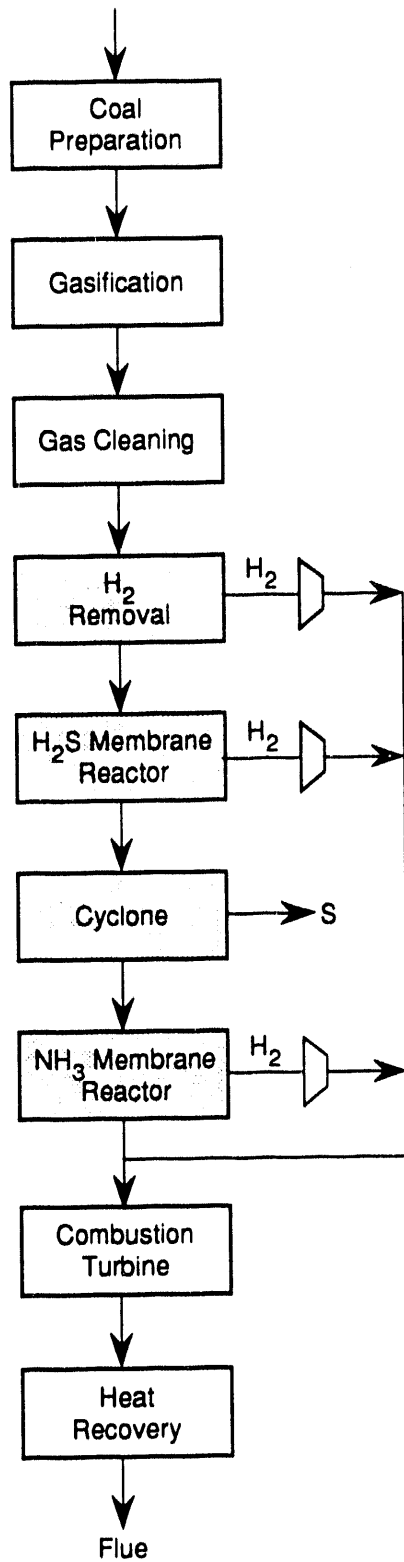 Coal
Preparation
Gasification
Gas Cleaning
H₂
Removal
H₂
H₂S Membrane
Reactor
H₂
Cyclone
S
NH₃ Membrane
Reactor
H₂
Combustion
Turbine
Heat
Recovery
Flue